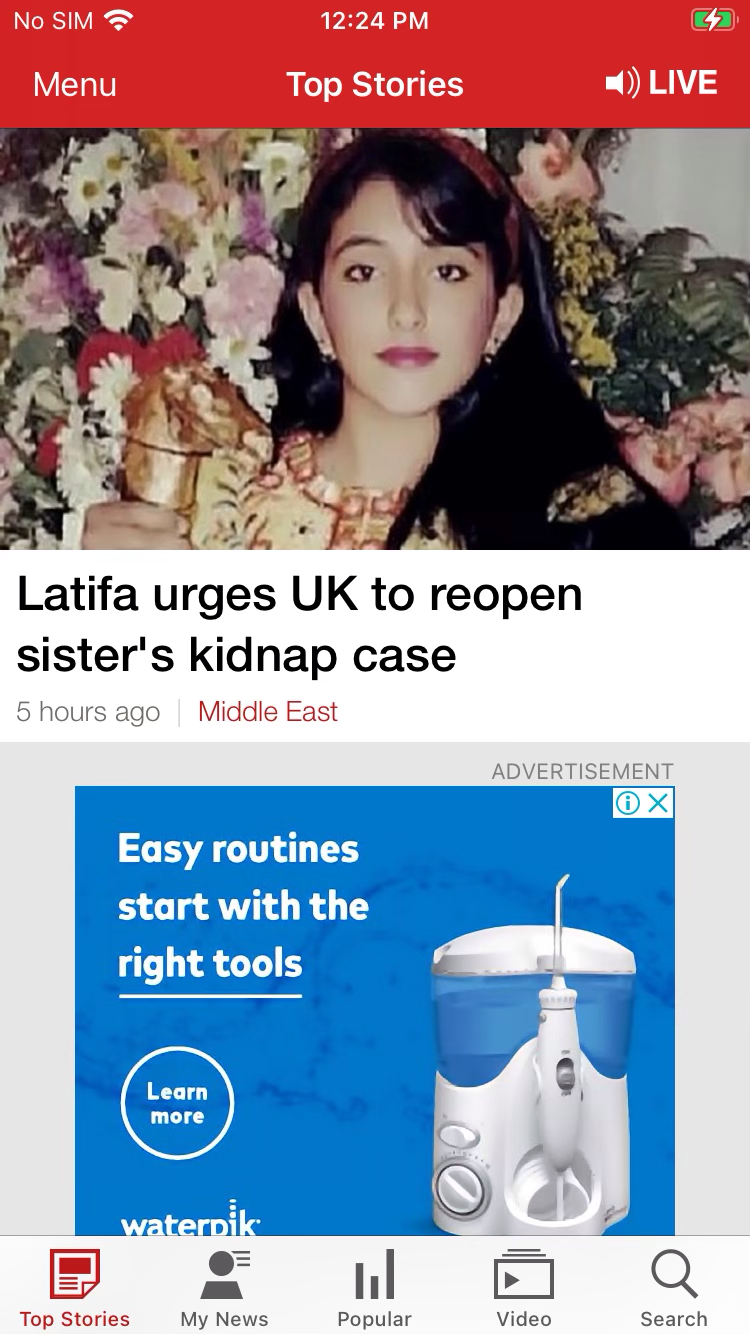 No SIM 12:24 PM
Menu Top Stories LIVE
Latifa urges UK to reopen
sister's kidnap case
5 hours ago Middle East
ADVERTISEMENT
Easy routines
start with the
right tools
Learn
more
waterpik
Top Stories My News Popular Video Search